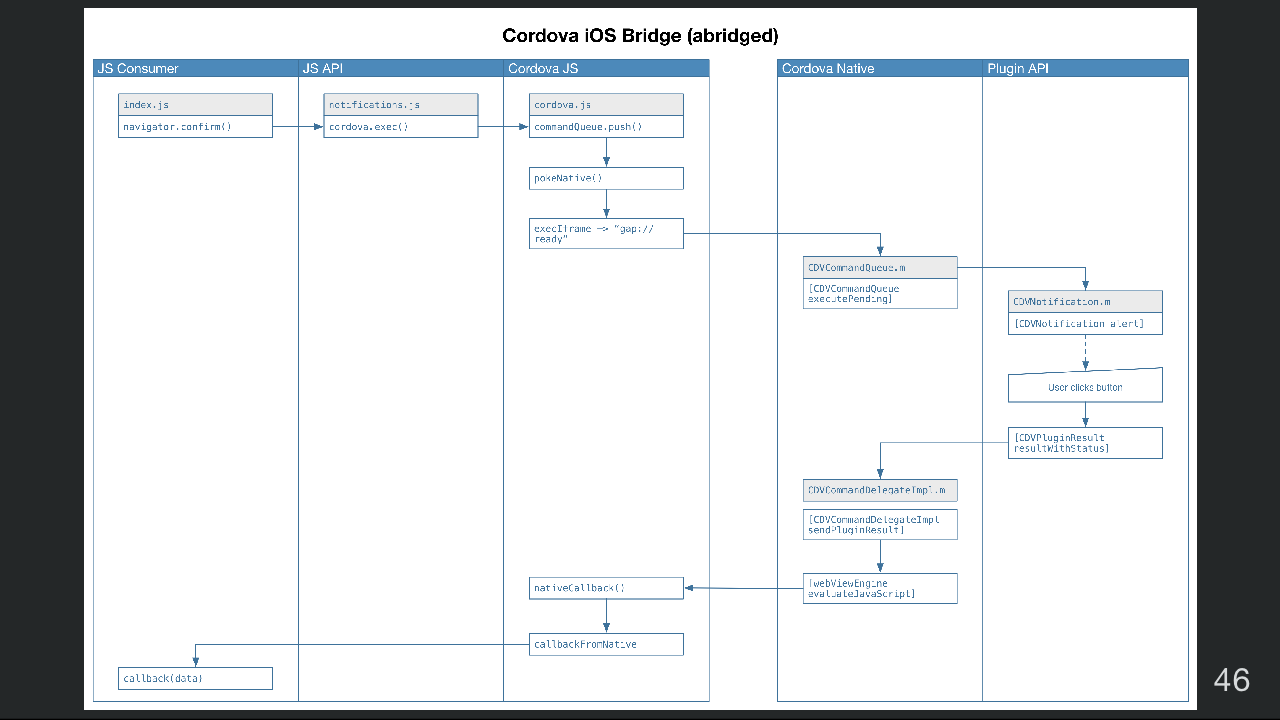 Cordova iOS Bridge (abridged)
JS Consumer
JS API
Cordova JS
Cordova Native
Plugin API
index.js
navigator.confirm()
notifications.js
cordova.exec()
cordova.js
commandQueue.push()
pokeNative()
execIframe -> "gap://
ready"
CDVCommandQueue.m
[CDVCommandQueue
executePending]
CDVNotification.m
[CDVNotification alert]
User clicks button
[CDVPluginResult
resultWithStatus]
CDVCommandDelegateImpl.m
[CDVCommandDelegateImpl
sendPluginResult]
[webViewEngine
evaluateJavaScript]
nativeCallback()
callbackFromNative
callback(data)
46